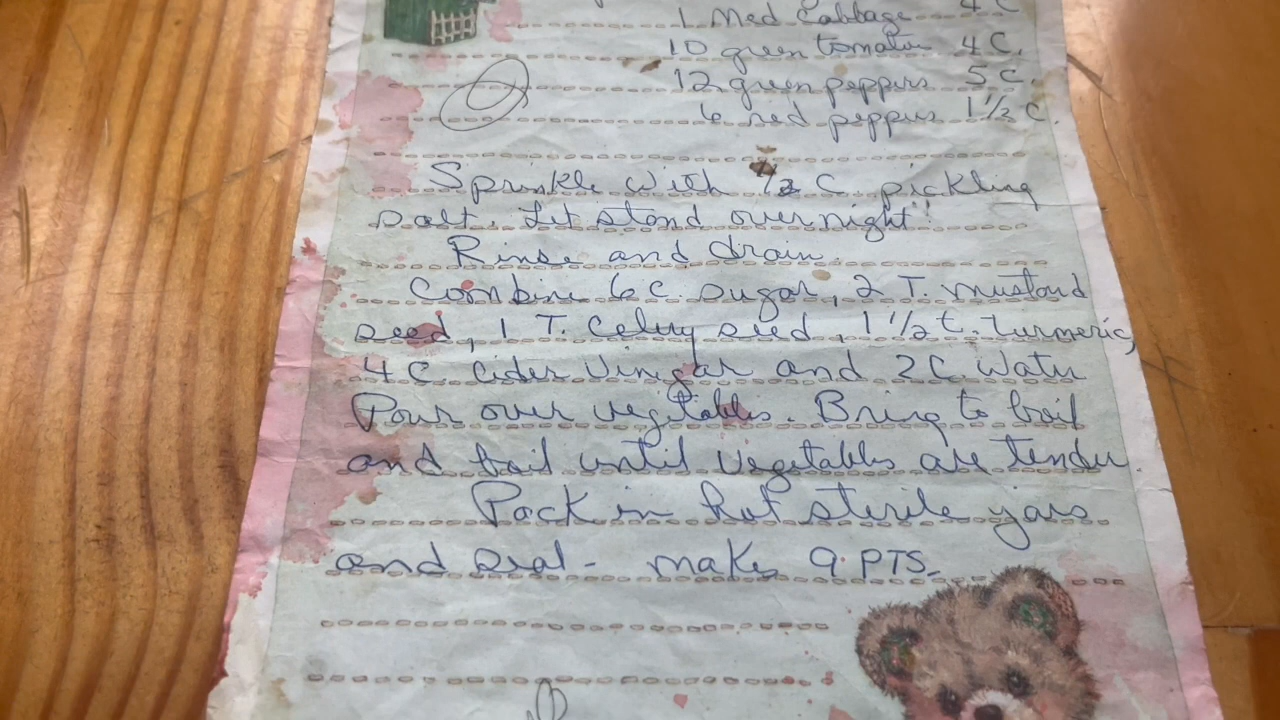 1 Med Cabbage 4 C
10 green tomatoes 4 C.
12 green peppers 5 C.
6 red peppers 1 1/2 C.
Sprinkle with 1/2 C pickling
salt. Let stand overnight!
Rinse and drain.
Combine 6 C. sugar, 2 T. mustard
seed, 1 T. Celery seed, 1 1/2 t. turmeric,
4 C. Cider Vinegar and 2 C. Water
Pour over vegetables. Bring to boil
and boil until vegetables are tender.
Pack in hot sterile jars
and seal - makes 9 PTS.